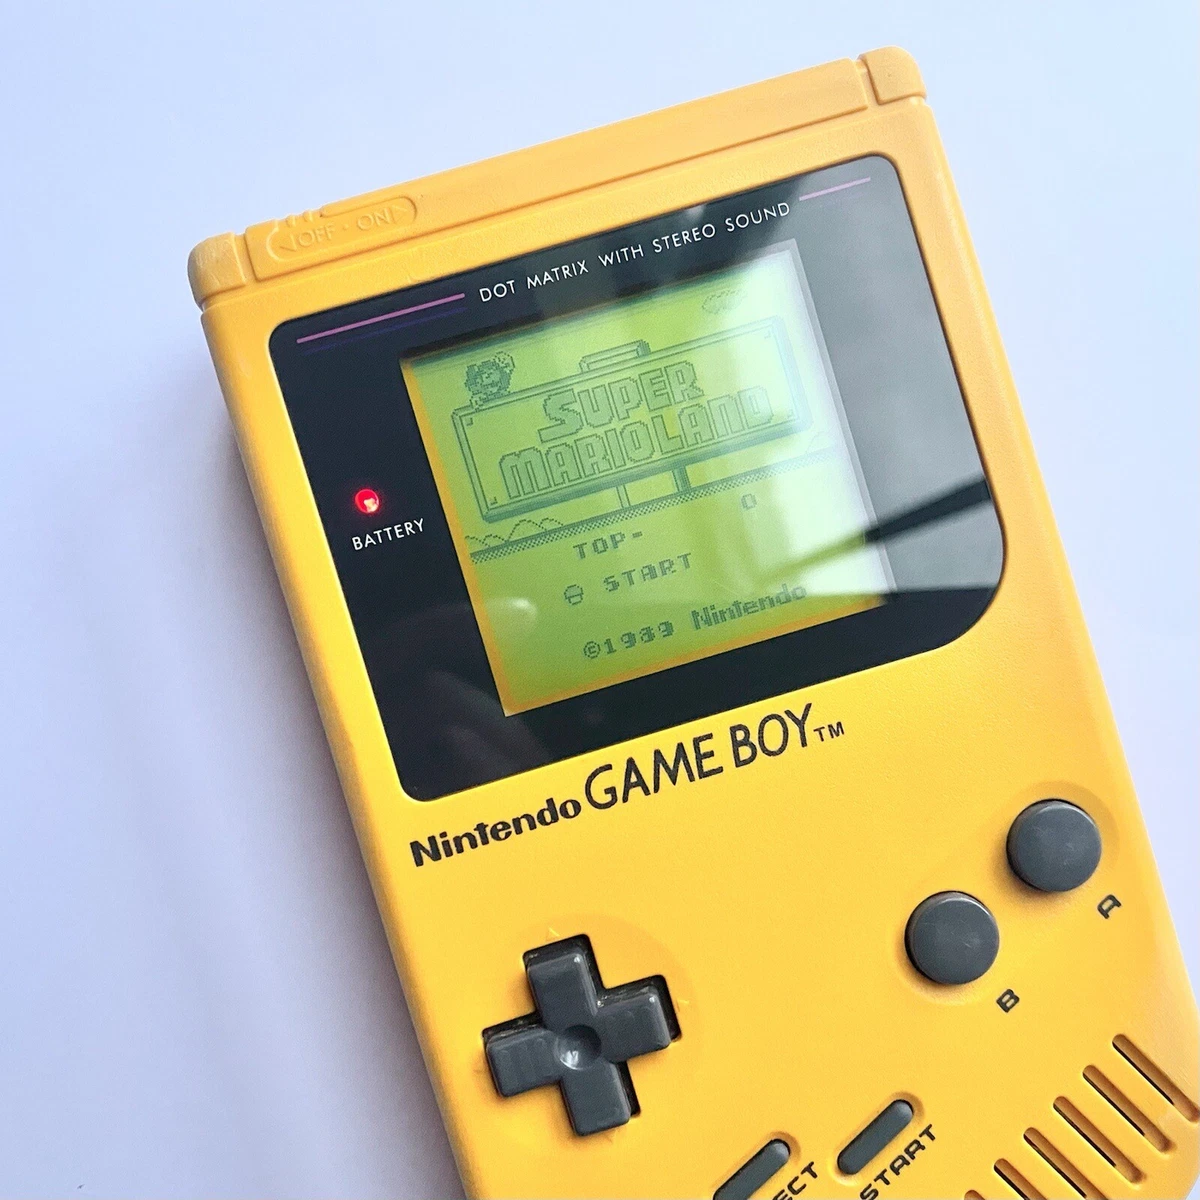 OFF • ON
DOT MATRIX WITH STEREO SOUND
SUPER
MARIOLAND
BATTERY
TOP- 0
START
©1989 Nintendo
Nintendo GAME BOY™
A
B
ECT
START